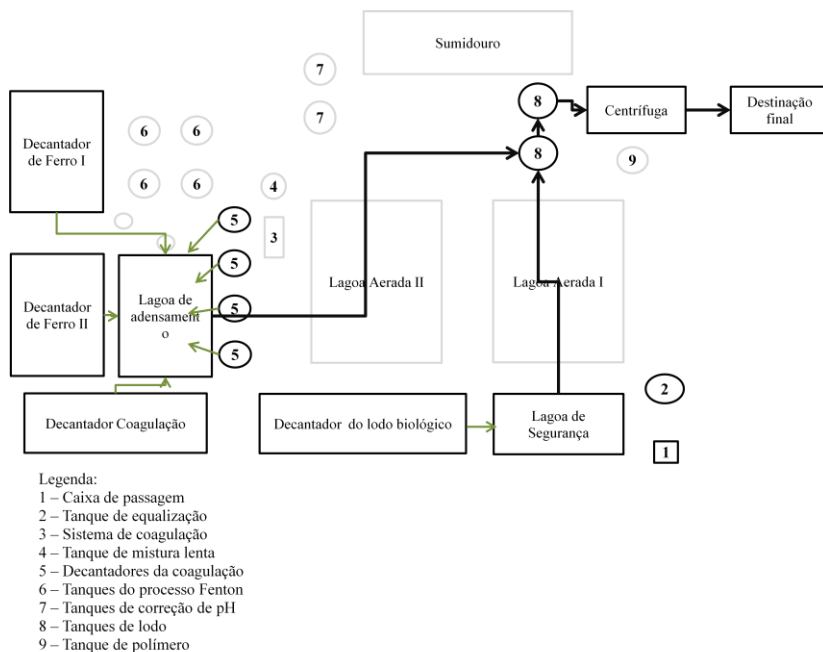 Sumidouro
7
7
8
Centrífuga
Destinação
final
Decantador
de Ferro I
6
6
8
9
6
6
4
5
3
5
Lagoa Aerada II
Lagoa Aerada I
Decantador
de Ferro II
Lagoa de
adensament
o
5
5
2
Decantador Coagulação
Decantador do lodo biológico
Lagoa de
Segurança
1
Legenda:
1 – Caixa de passagem
2 – Tanque de equalização
3 – Sistema de coagulação
4 – Tanque de mistura lenta
5 – Decantadores da coagulação
6 – Tanques do processo Fenton
7 – Tanques de correção de pH
8 – Tanques de lodo
9 – Tanque de polímero